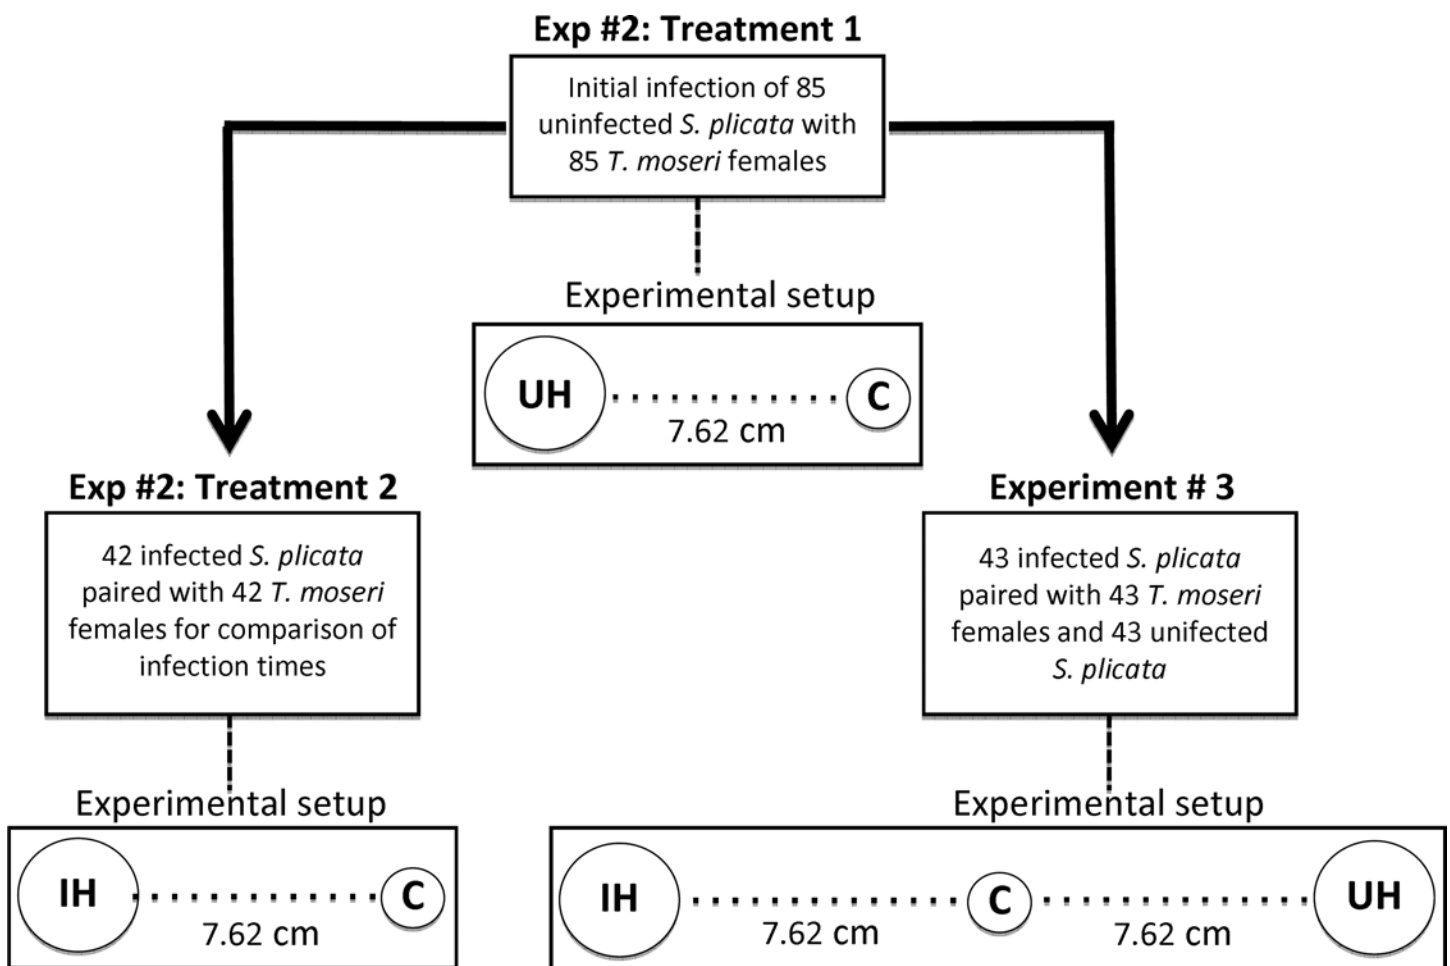 Exp #2: Treatment 1
Initial infection of 85
uninfected S. plicata with
85 T. moseri females
Experimental setup
UH
C
7.62 cm
Exp #2: Treatment 2
42 infected S. plicata
paired with 42 T. moseri
females for comparison of
infection times
Experimental setup
IH
C
7.62 cm
Experiment # 3
43 infected S. plicata
paired with 43 T. moseri
females and 43 unifected
S. plicata
Experimental setup
IH
C
UH
7.62 cm
7.62 cm